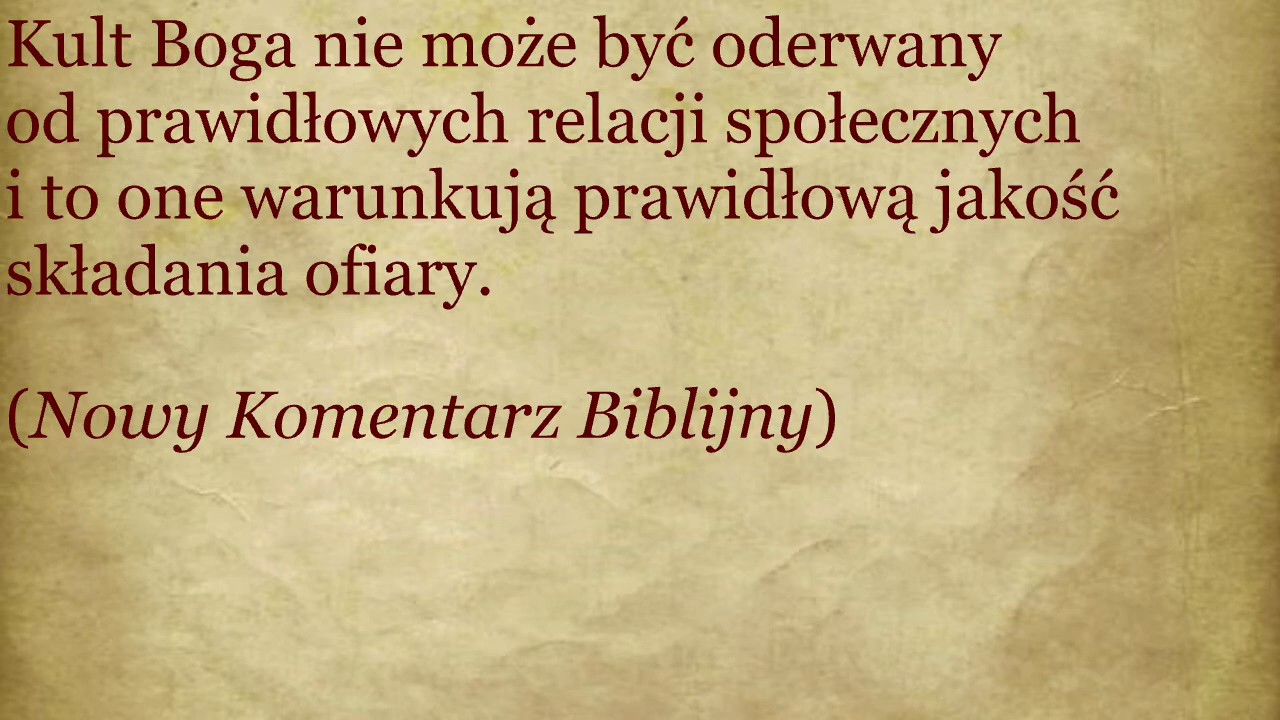 Kult Boga nie może być oderwany
od prawidłowych relacji społecznych
i to one warunkują prawidłową jakość
składania ofiary.
(Nowy Komentarz Biblijny)